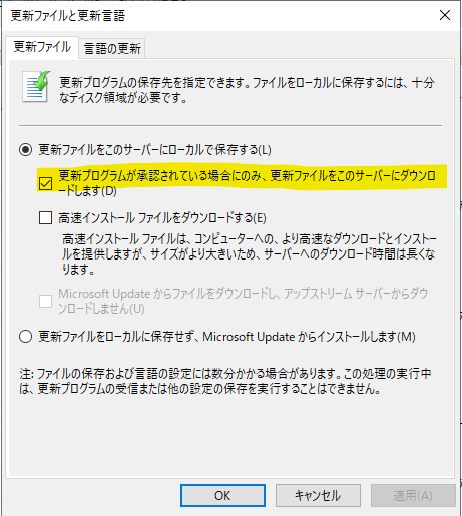 更新ファイルと更新言語
更新ファイル 言語の更新
更新プログラムの保存先を指定できます。ファイルをローカルに保存するには、十分
なディスク領域が必要です。
更新ファイルをこのサーバーにローカルで保存する(L)
更新プログラムが承認されている場合にのみ、更新ファイルをこのサーバーにダウンロ
ードします(D)
高速インストール ファイルをダウンロードする(E)
高速インストール ファイルは、コンピューターへの、より高速なダウンロードとインストー
ルを提供しますが、サイズがより大きいため、サーバーへのダウンロード時間は長くな
ります。
Microsoft Update からファイルをダウンロードし、アップストリーム サーバーからダウ
ンロードしません(U)
更新ファイルをローカルに保存せず、Microsoft Update からインストールします(M)
注: ファイルの保存および言語の設定には数分かかる場合があります。この処理の実行中
は、更新プログラムの受信または他の設定の保存を実行することはできません。
OK キャンセル 適用(A)